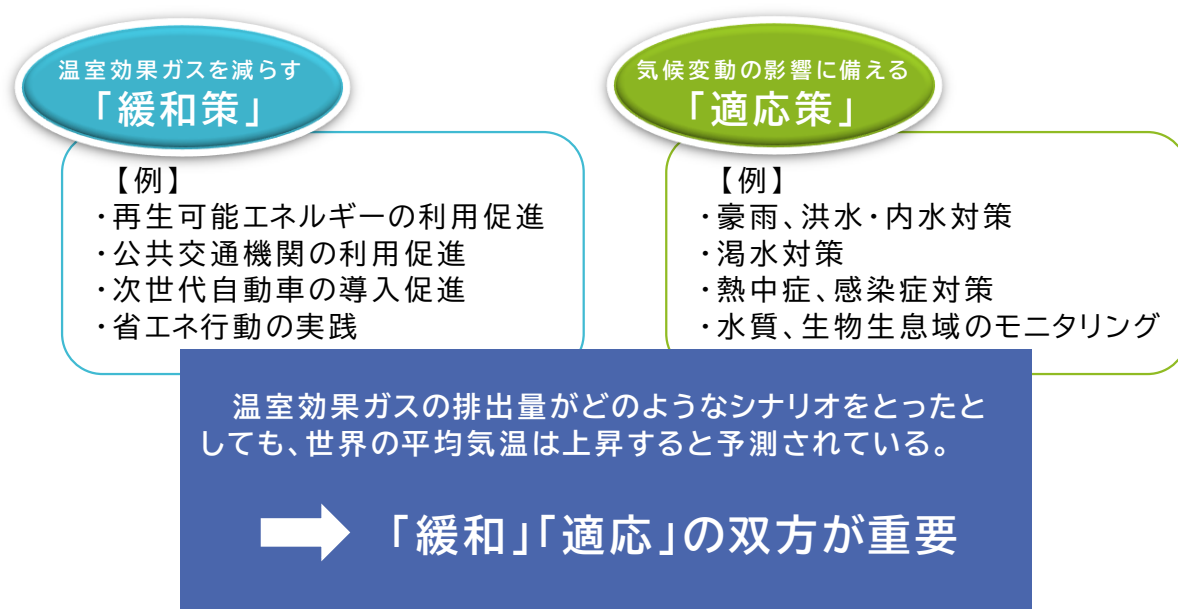 温室効果ガスを減らす
「緩和策」
【例】
・再生可能エネルギーの利用促進
・公共交通機関の利用促進
・次世代自動車の導入促進
・省エネ行動の実践
気候変動の影響に備える
「適応策」
【例】
・豪雨、洪水・内水対策
・渇水対策
・熱中症、感染症対策
・水質、生物生息域のモニタリング
温室効果ガスの排出量がどのようなシナリオをとったと
しても、世界の平均気温は上昇すると予測されている。
「緩和」「適応」の双方が重要